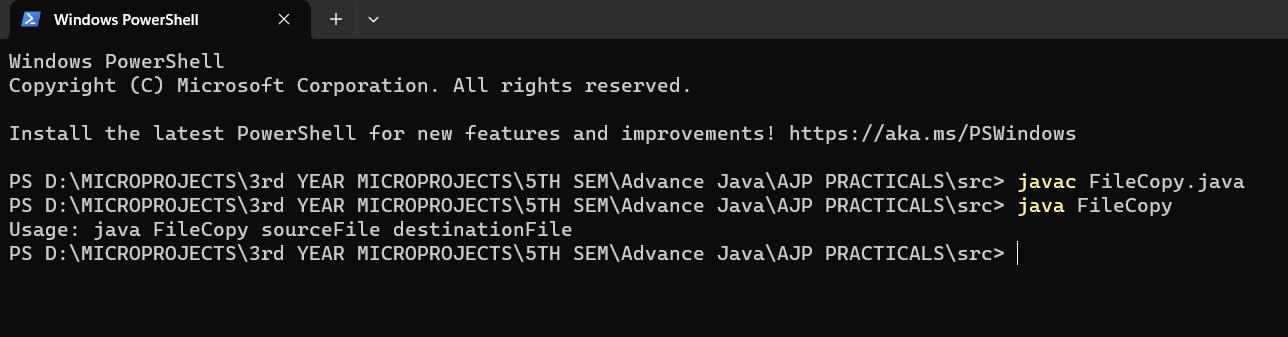 Windows PowerShell
Windows PowerShell
Copyright (C) Microsoft Corporation. All rights reserved.
Install the latest PowerShell for new features and improvements! https://aka.ms/PSWindows
PS D:\MICROPROJECTS\3rd YEAR MICROPROJECTS\5TH SEM\Advance Java\AJP PRACTICALS\src> javac FileCopy.java
PS D:\MICROPROJECTS\3rd YEAR MICROPROJECTS\5TH SEM\Advance Java\AJP PRACTICALS\src> java FileCopy
Usage: java FileCopy sourceFile destinationFile
PS D:\MICROPROJECTS\3rd YEAR MICROPROJECTS\5TH SEM\Advance Java\AJP PRACTICALS\src>